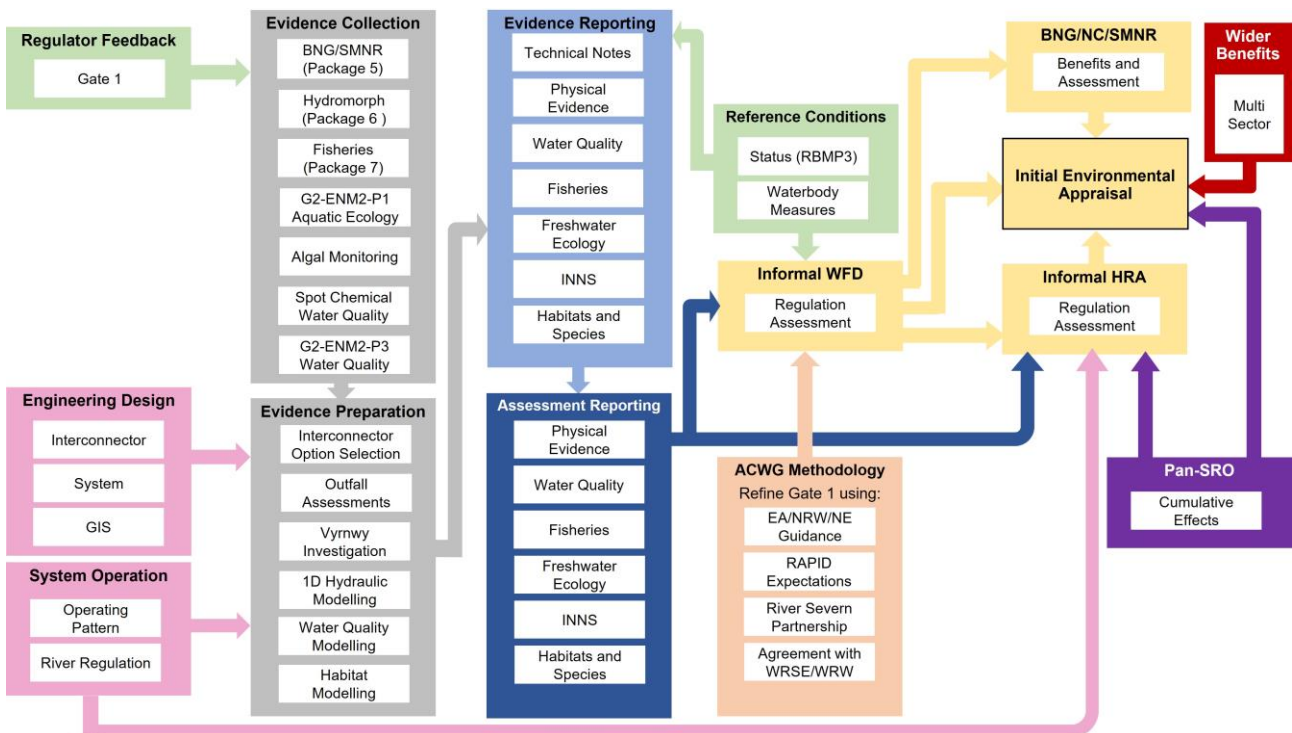 Regulator Feedback
Gate 1
Engineering Design
Interconnector
System
GIS
System Operation
Operating
Pattern
River Regulation
Evidence Collection
BNG/SMNR
(Package 5)
Hydromorph
(Package 6 )
Fisheries
(Package 7)
G2-ENM2-P1
Aquatic Ecology
Algal Monitoring
Spot Chemical
Water Quality
G2-ENM2-P3
Water Quality
Evidence Preparation
Interconnector
Option Selection
Outfall
Assessments
Vyrnwy
Investigation
1D Hydraulic
Modelling
Water Quality
Modelling
Habitat
Modelling
Evidence Reporting
Technical Notes
Physical
Evidence
Water Quality
Fisheries
Freshwater
Ecology
INNS
Habitats and
Species
Assessment Reporting
Physical
Evidence
Water Quality
Fisheries
Freshwater
Ecology
INNS
Habitats and
Species
Reference Conditions
Status (RBMP3)
Waterbody
Measures
Informal WFD
Regulation
Assessment
ACWG Methodology
Refine Gate 1 using:
EA/NRW/NE
Guidance
RAPID
Expectations
River Severn
Partnership
Agreement with
WRSE/WRW
BNG/NC/SMNR
Benefits and
Assessment
Initial Environmental
Appraisal
Informal HRA
Regulation
Assessment
Wider
Benefits
Multi
Sector
Pan-SRO
Cumulative
Effects